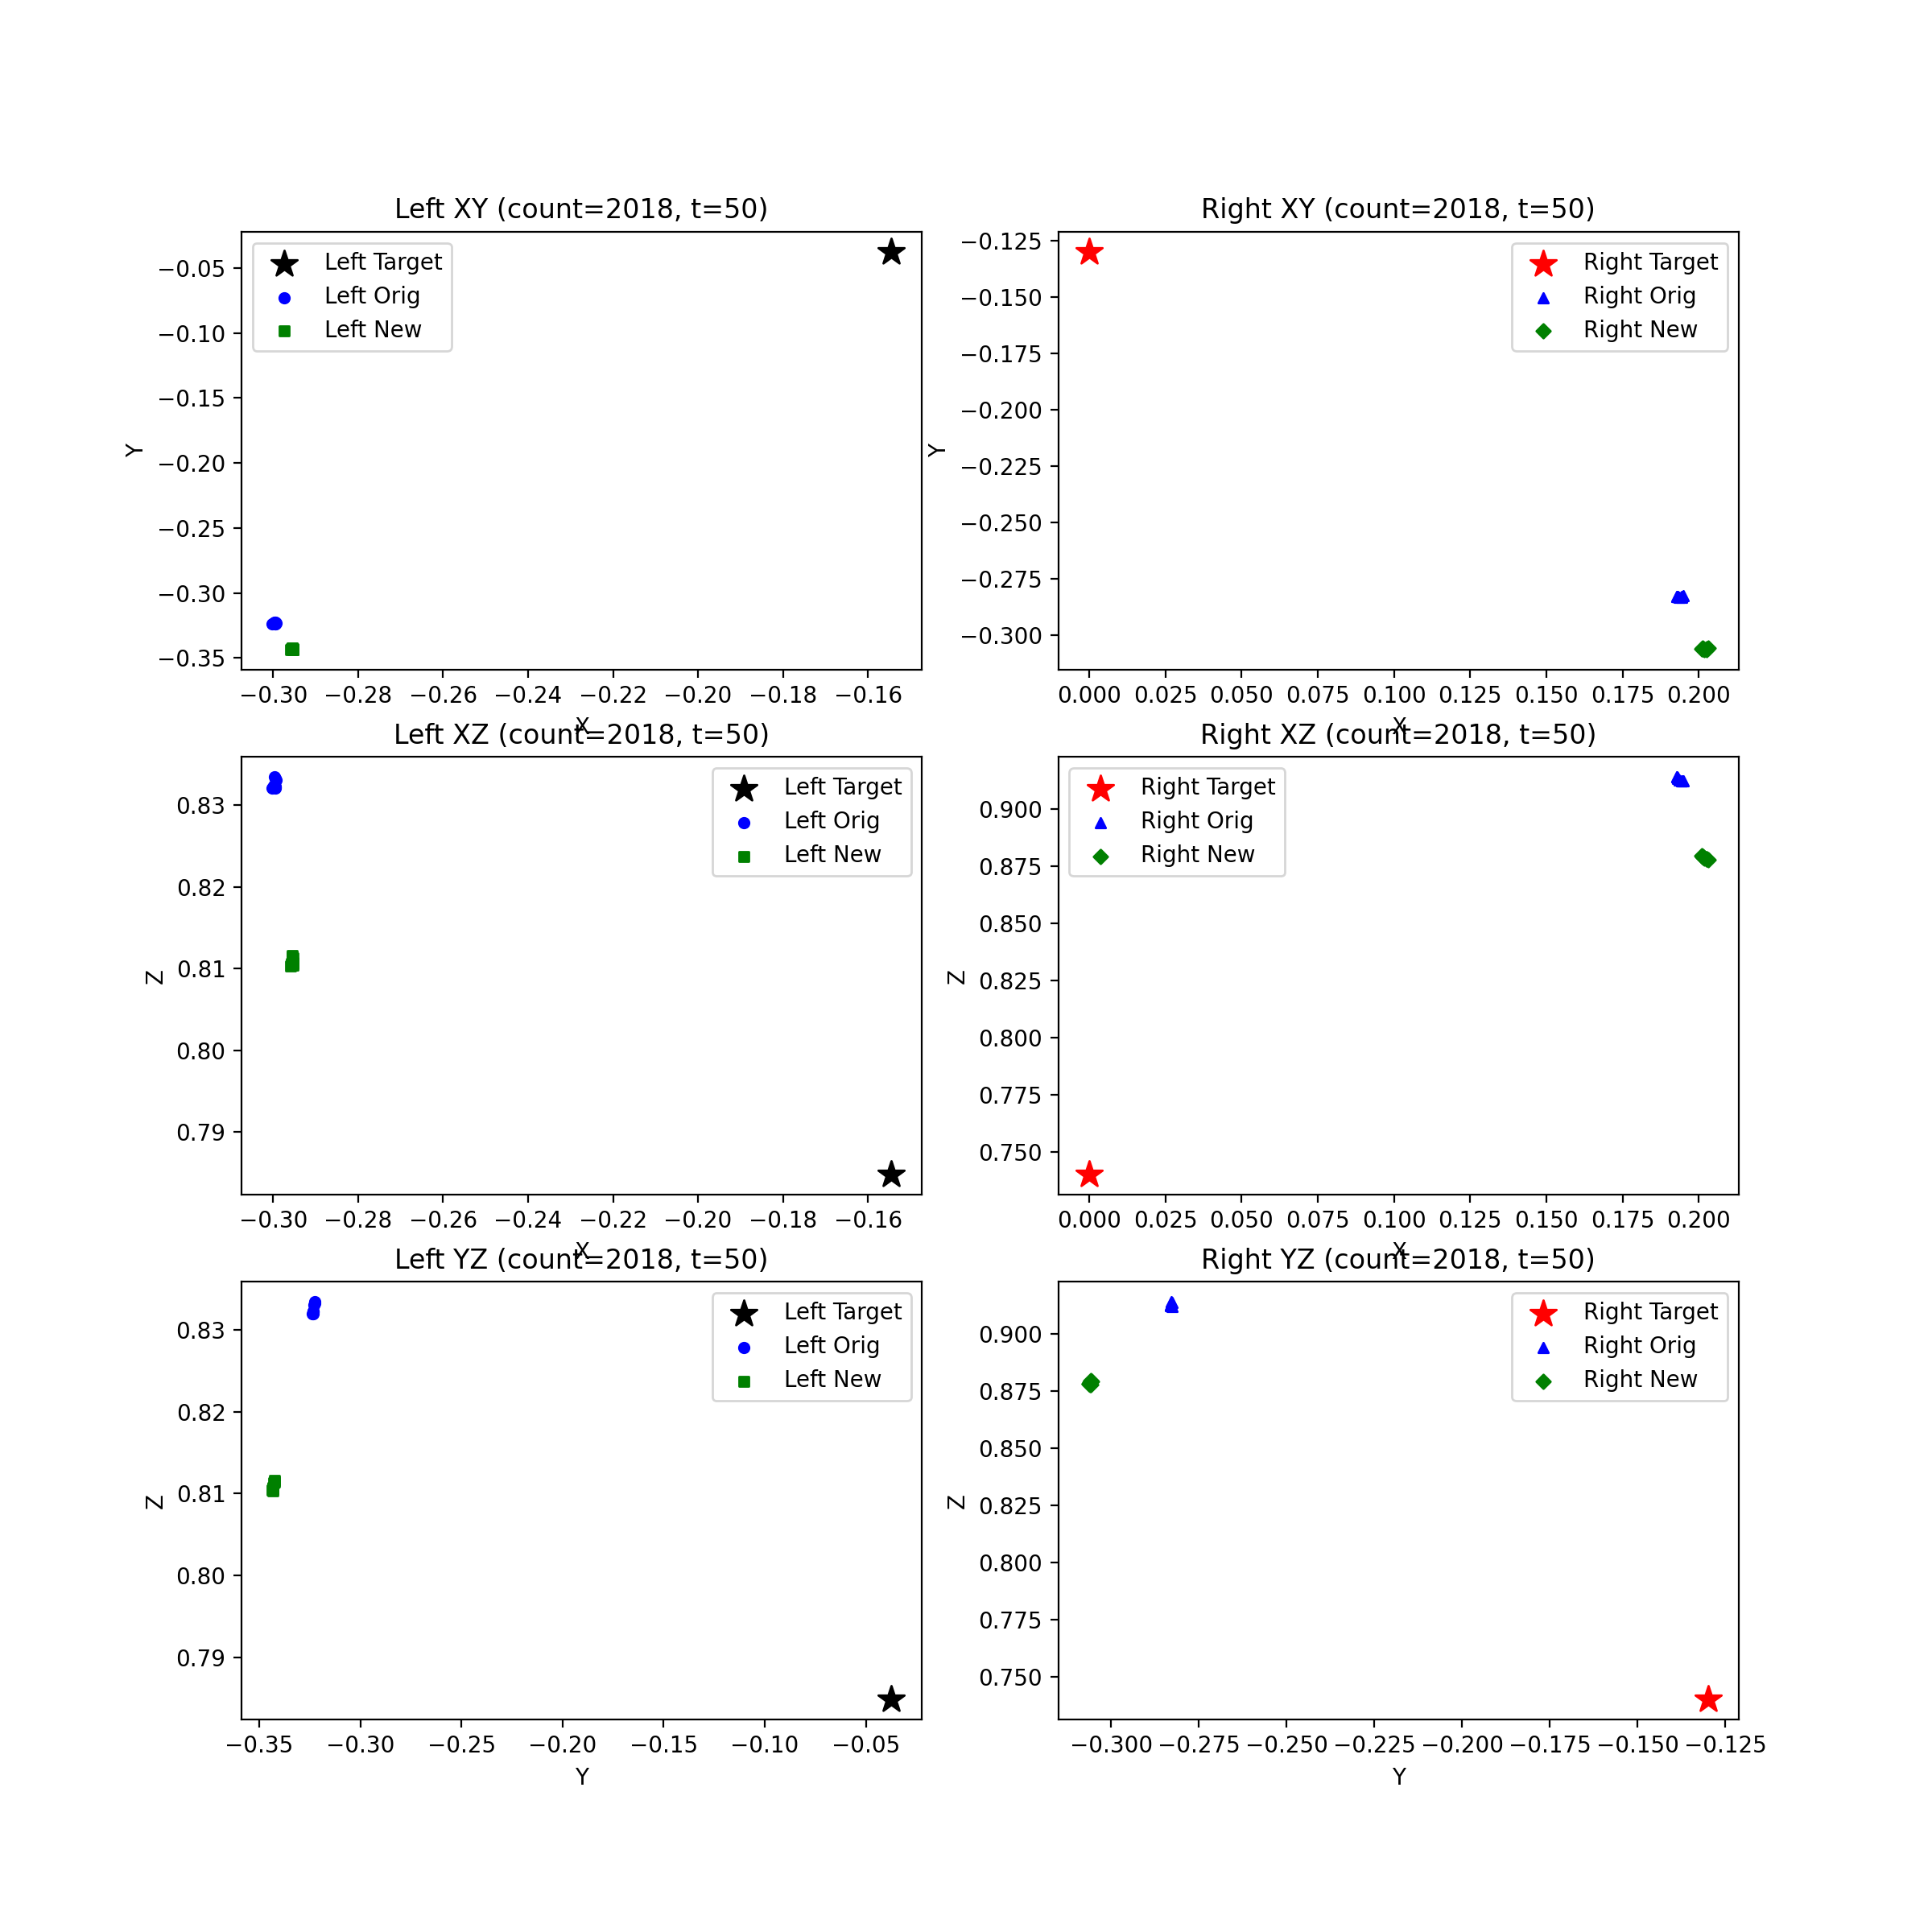 Left XY (count=2018, t=50)
Left Target
Left Orig
Left New
Y
−0.05
−0.10
−0.15
−0.20
−0.25
−0.30
−0.35
−0.30 −0.28 −0.26 −0.24 −0.22 −0.20 −0.18 −0.16
X
Right XY (count=2018, t=50)
Right Target
Right Orig
Right New
Y
−0.125
−0.150
−0.175
−0.200
−0.225
−0.250
−0.275
−0.300
0.000 0.025 0.050 0.075 0.100 0.125 0.150 0.175 0.200
X
Left XZ (count=2018, t=50)
Left Target
Left Orig
Left New
Z
0.83
0.82
0.81
0.80
0.79
−0.30 −0.28 −0.26 −0.24 −0.22 −0.20 −0.18 −0.16
X
Right XZ (count=2018, t=50)
Right Target
Right Orig
Right New
Z
0.900
0.875
0.850
0.825
0.800
0.775
0.750
0.000 0.025 0.050 0.075 0.100 0.125 0.150 0.175 0.200
X
Left YZ (count=2018, t=50)
Left Target
Left Orig
Left New
Z
0.83
0.82
0.81
0.80
0.79
−0.35 −0.30 −0.25 −0.20 −0.15 −0.10 −0.05
Y
Right YZ (count=2018, t=50)
Right Target
Right Orig
Right New
Z
0.900
0.875
0.850
0.825
0.800
0.775
0.750
−0.300 −0.275 −0.250 −0.225 −0.200 −0.175 −0.150 −0.125
Y